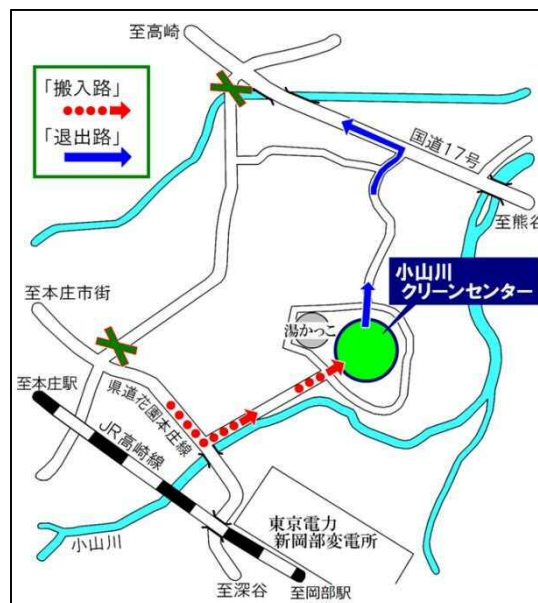 至高崎
「搬入路」
「退出路」
国道17号
至熊谷
小山川
クリーンセンター
至本庄市街
湯かっこ
至本庄駅
県道花園本庄線
JR高崎線
東京電力
新岡部変電所
小山川
至深谷
至岡部駅